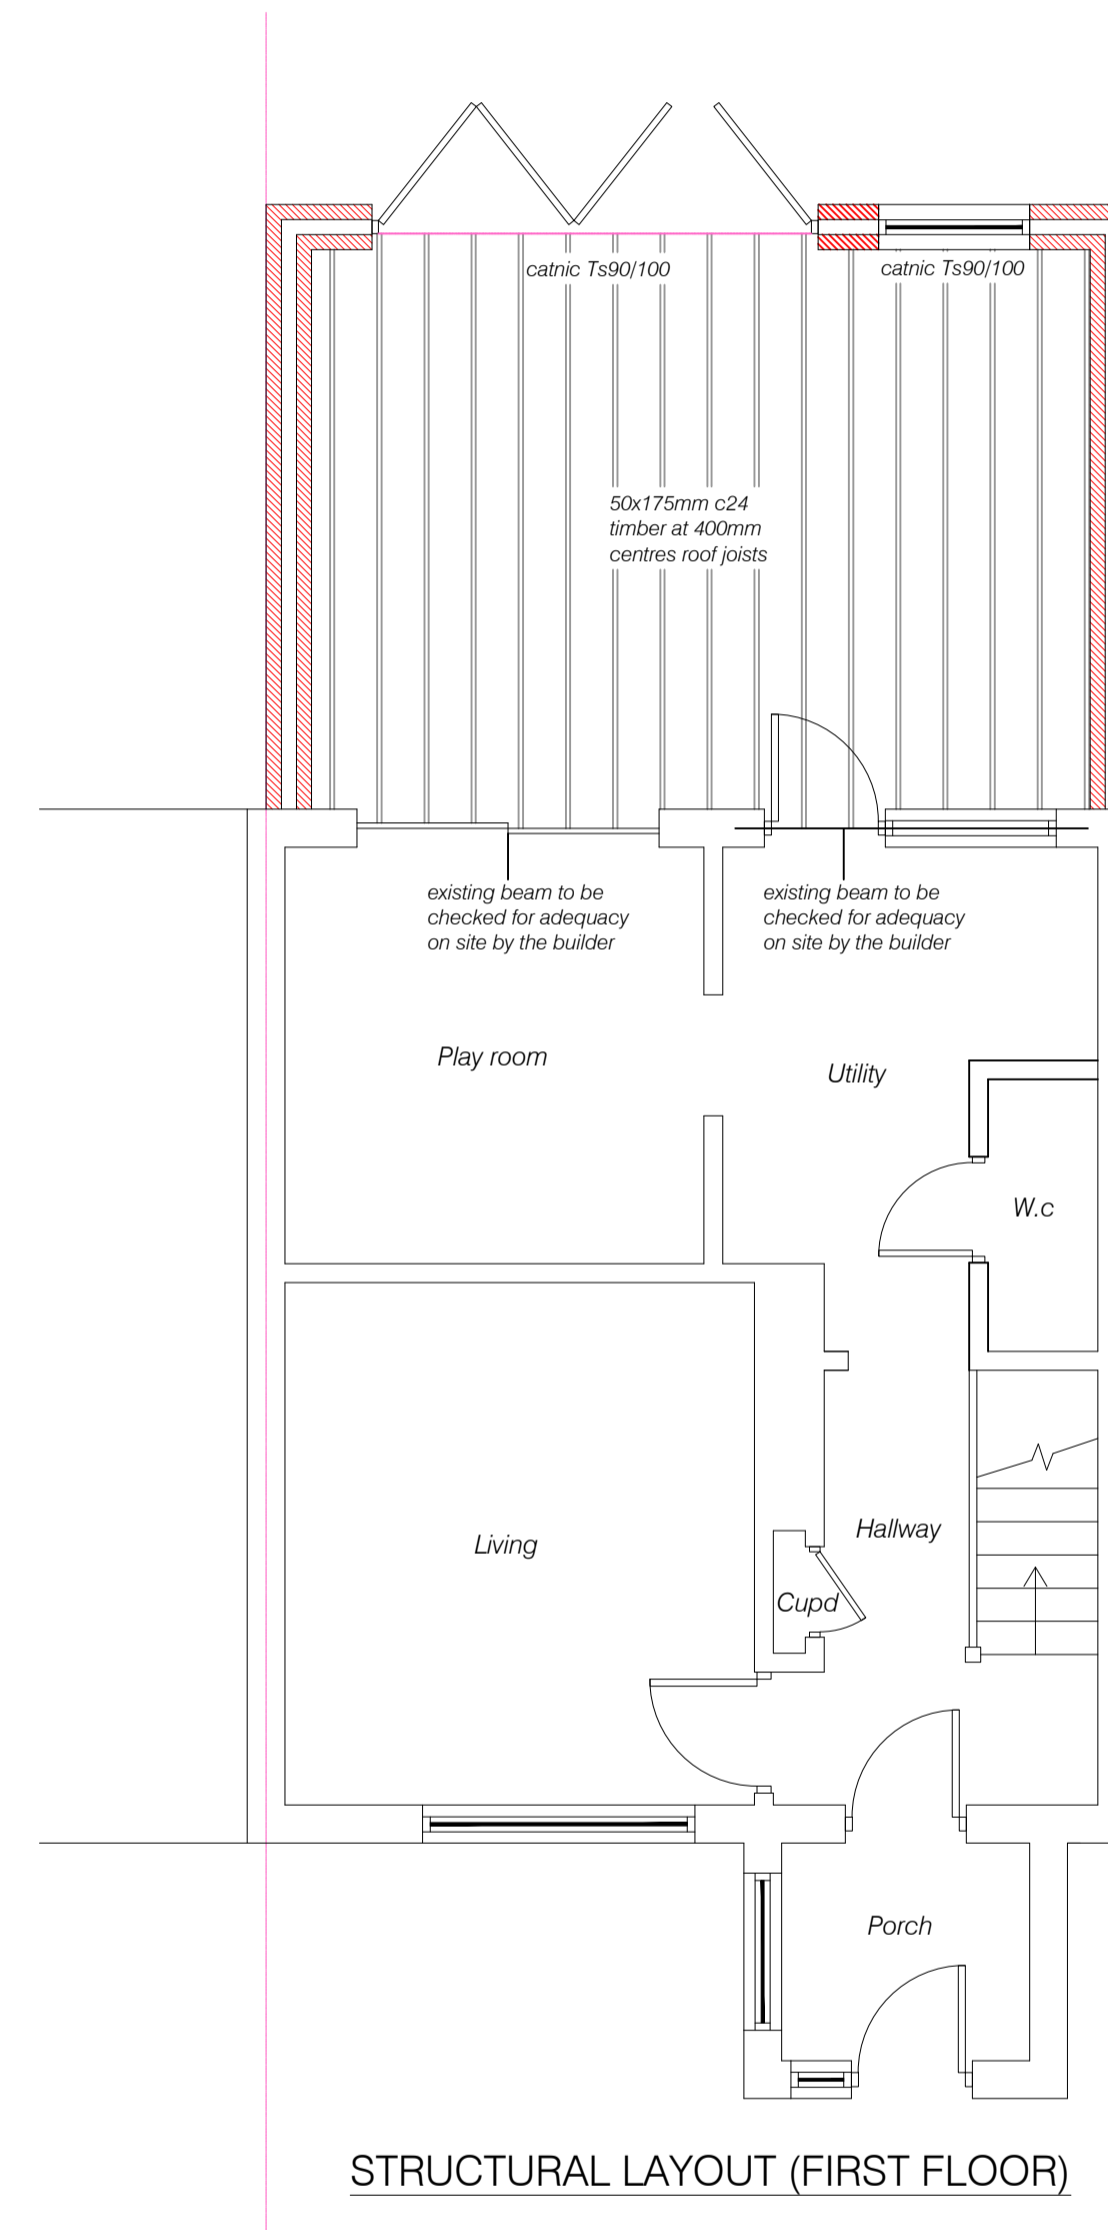 catnic Ts90/100
catnic Ts90/100
50x175mm c24
timber at 400mm
centres roof joists
existing beam to be
checked for adequacy
on site by the builder
existing beam to be
checked for adequacy
on site by the builder
Play room
Utility
W.c
Hallway
Living
Cupd
Porch
STRUCTURAL LAYOUT (FIRST FLOOR)